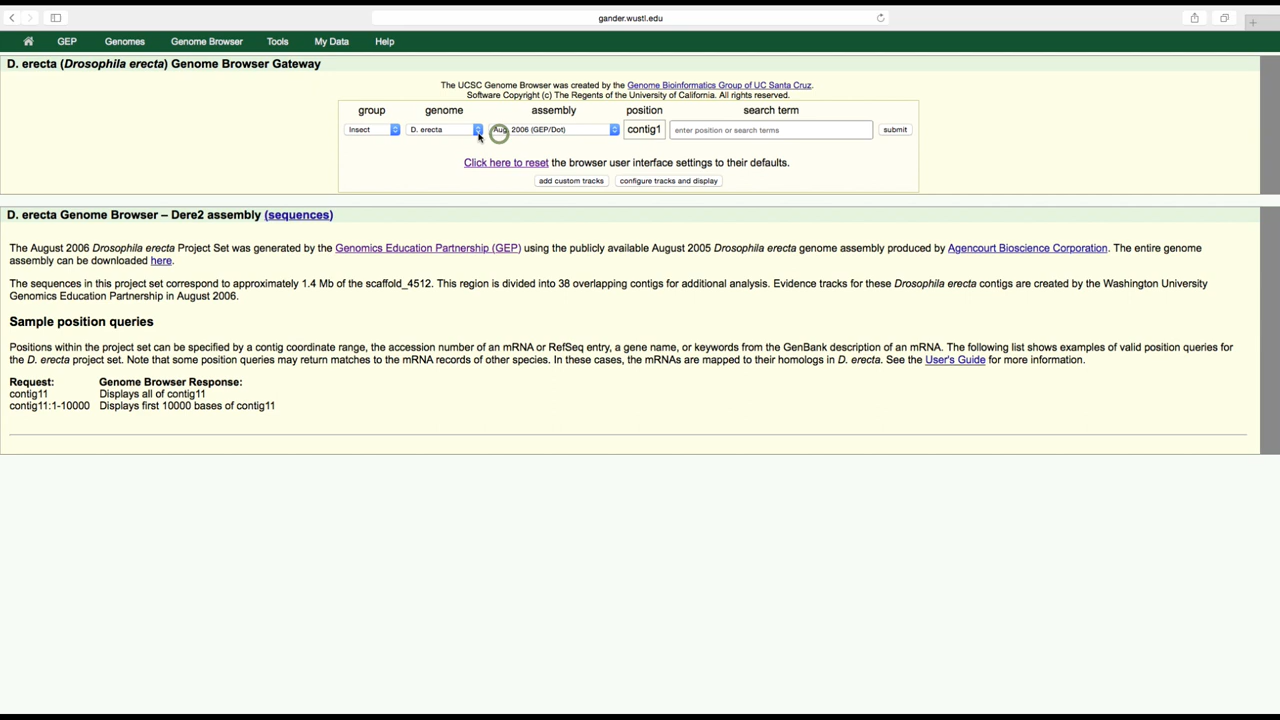 gander.wustl.edu
GEP Genomes Genome Browser Tools My Data Help
D. erecta (Drosophila erecta) Genome Browser Gateway
The UCSC Genome Browser was created by the Genome Bioinformatics Group of UC Santa Cruz.
Software Copyright (c) The Regents of the University of California. All rights reserved.
group genome assembly position search term
Insect D. erecta Aug. 2006 (GEP/Dot) contig1 enter position or search terms submit
Click here to reset the browser user interface settings to their defaults.
add custom tracks configure tracks and display
D. erecta Genome Browser – Dere2 assembly (sequences)
The August 2006 Drosophila erecta Project Set was generated by the Genomics Education Partnership (GEP) using the publicly available August 2005 Drosophila erecta genome assembly produced by Agencourt Bioscience Corporation. The entire genome
assembly can be downloaded here.
The sequences in this project set correspond to approximately 1.4 Mb of the scaffold_4512. This region is divided into 38 overlapping contigs for additional analysis. Evidence tracks for these Drosophila erecta contigs are created by the Washington University
Genomics Education Partnership in August 2006.
Sample position queries
Positions within the project set can be specified by a contig coordinate range, the accession number of an mRNA or RefSeq entry, a gene name, or keywords from the GenBank description of an mRNA. The following list shows examples of valid position queries for
the D. erecta project set. Note that some position queries may return matches to the mRNA records of other species. In these cases, the mRNAs are mapped to their homologs in D. erecta. See the User's Guide for more information.
Request: Genome Browser Response:
contig11 Displays all of contig11
contig11:1-10000 Displays first 10000 bases of contig11